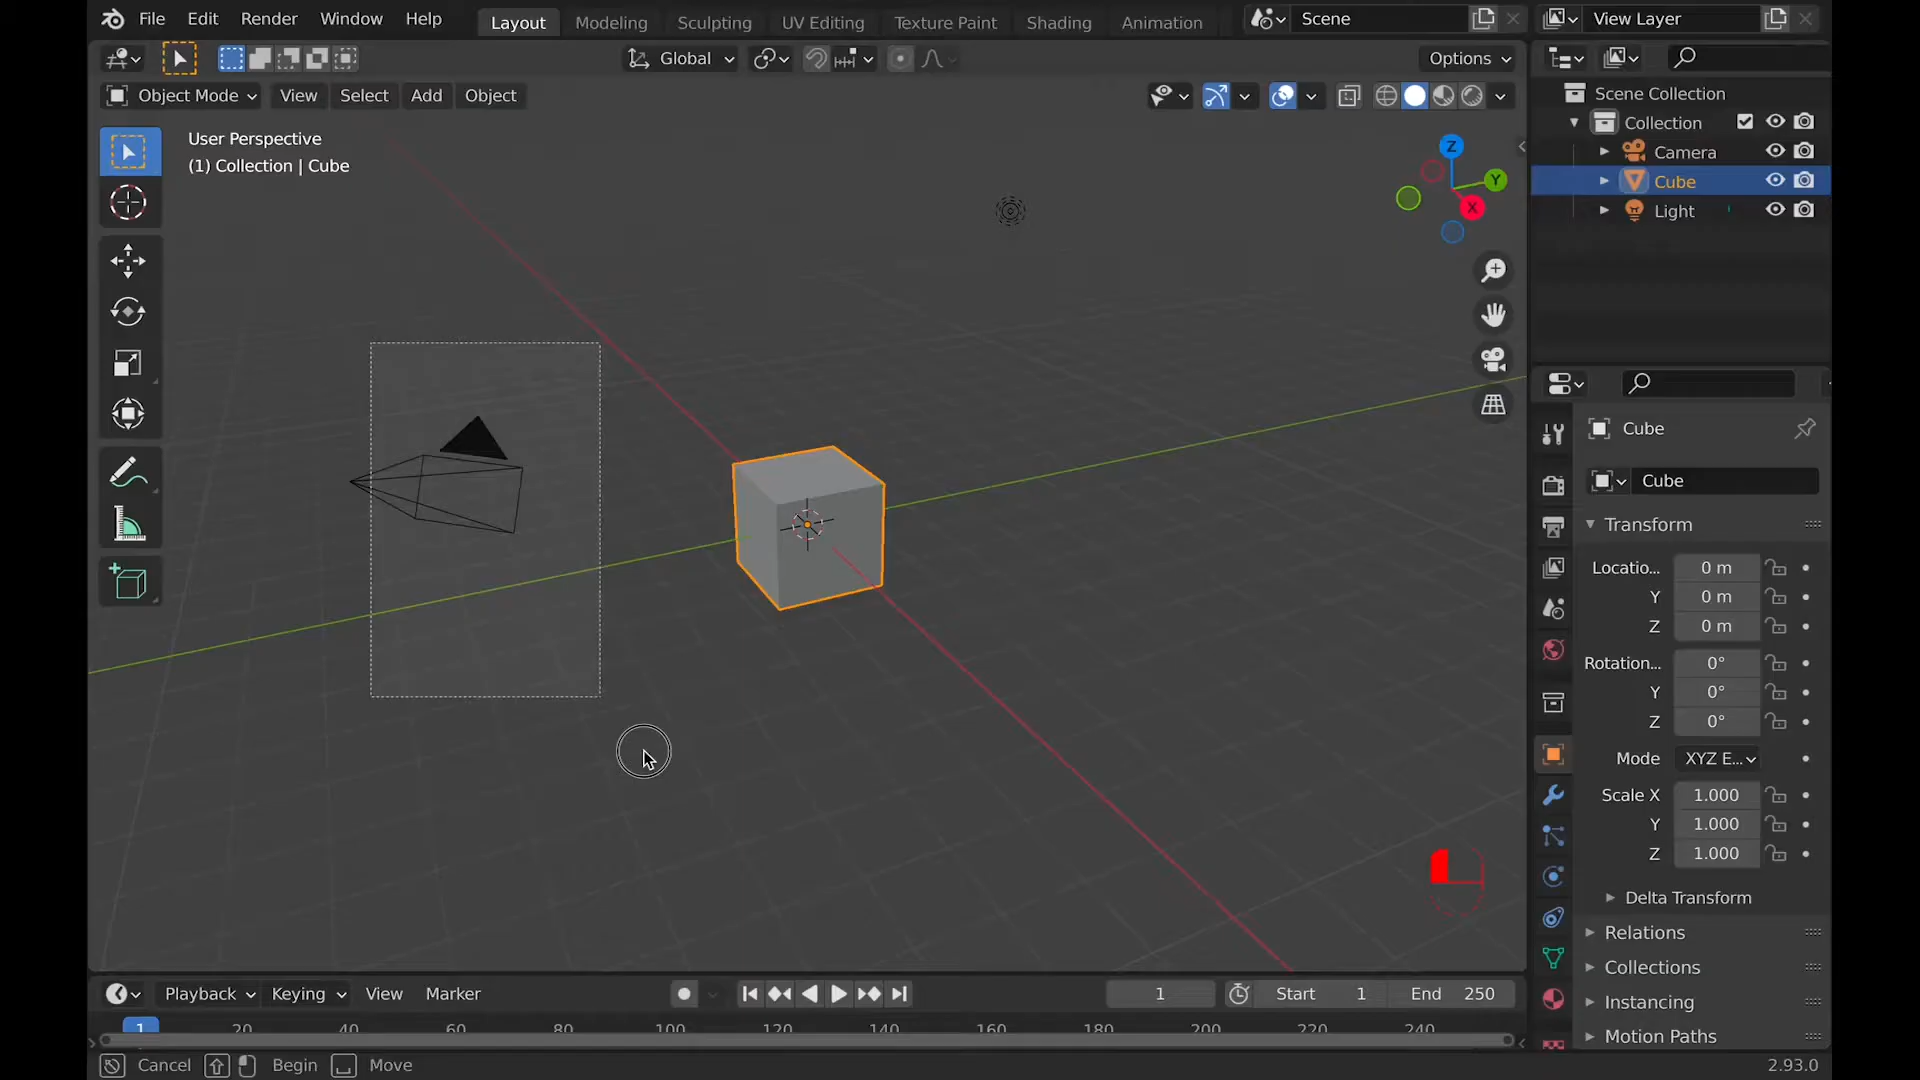 File Edit Render Window Help Layout Modeling Sculpting UV Editing Texture Paint Shading Animation Scene View Layer
Global Options
Object Mode View Select Add Object
User Perspective
(1) Collection | Cube
Z
Y
X
Scene Collection
Collection
Camera
Cube
Light
Cube
Cube
Transform
Locatio... 0 m
Y 0 m
Z 0 m
Rotation... 0°
Y 0°
Z 0°
Mode XYZ E...
Scale X 1.000
Y 1.000
Z 1.000
Delta Transform
Relations
Collections
Instancing
Motion Paths
Playback Keying View Marker 1 Start 1 End 250
1 20 40 60 80 100 120 140 160 180 200 220 240
Cancel Begin Move 2.93.0